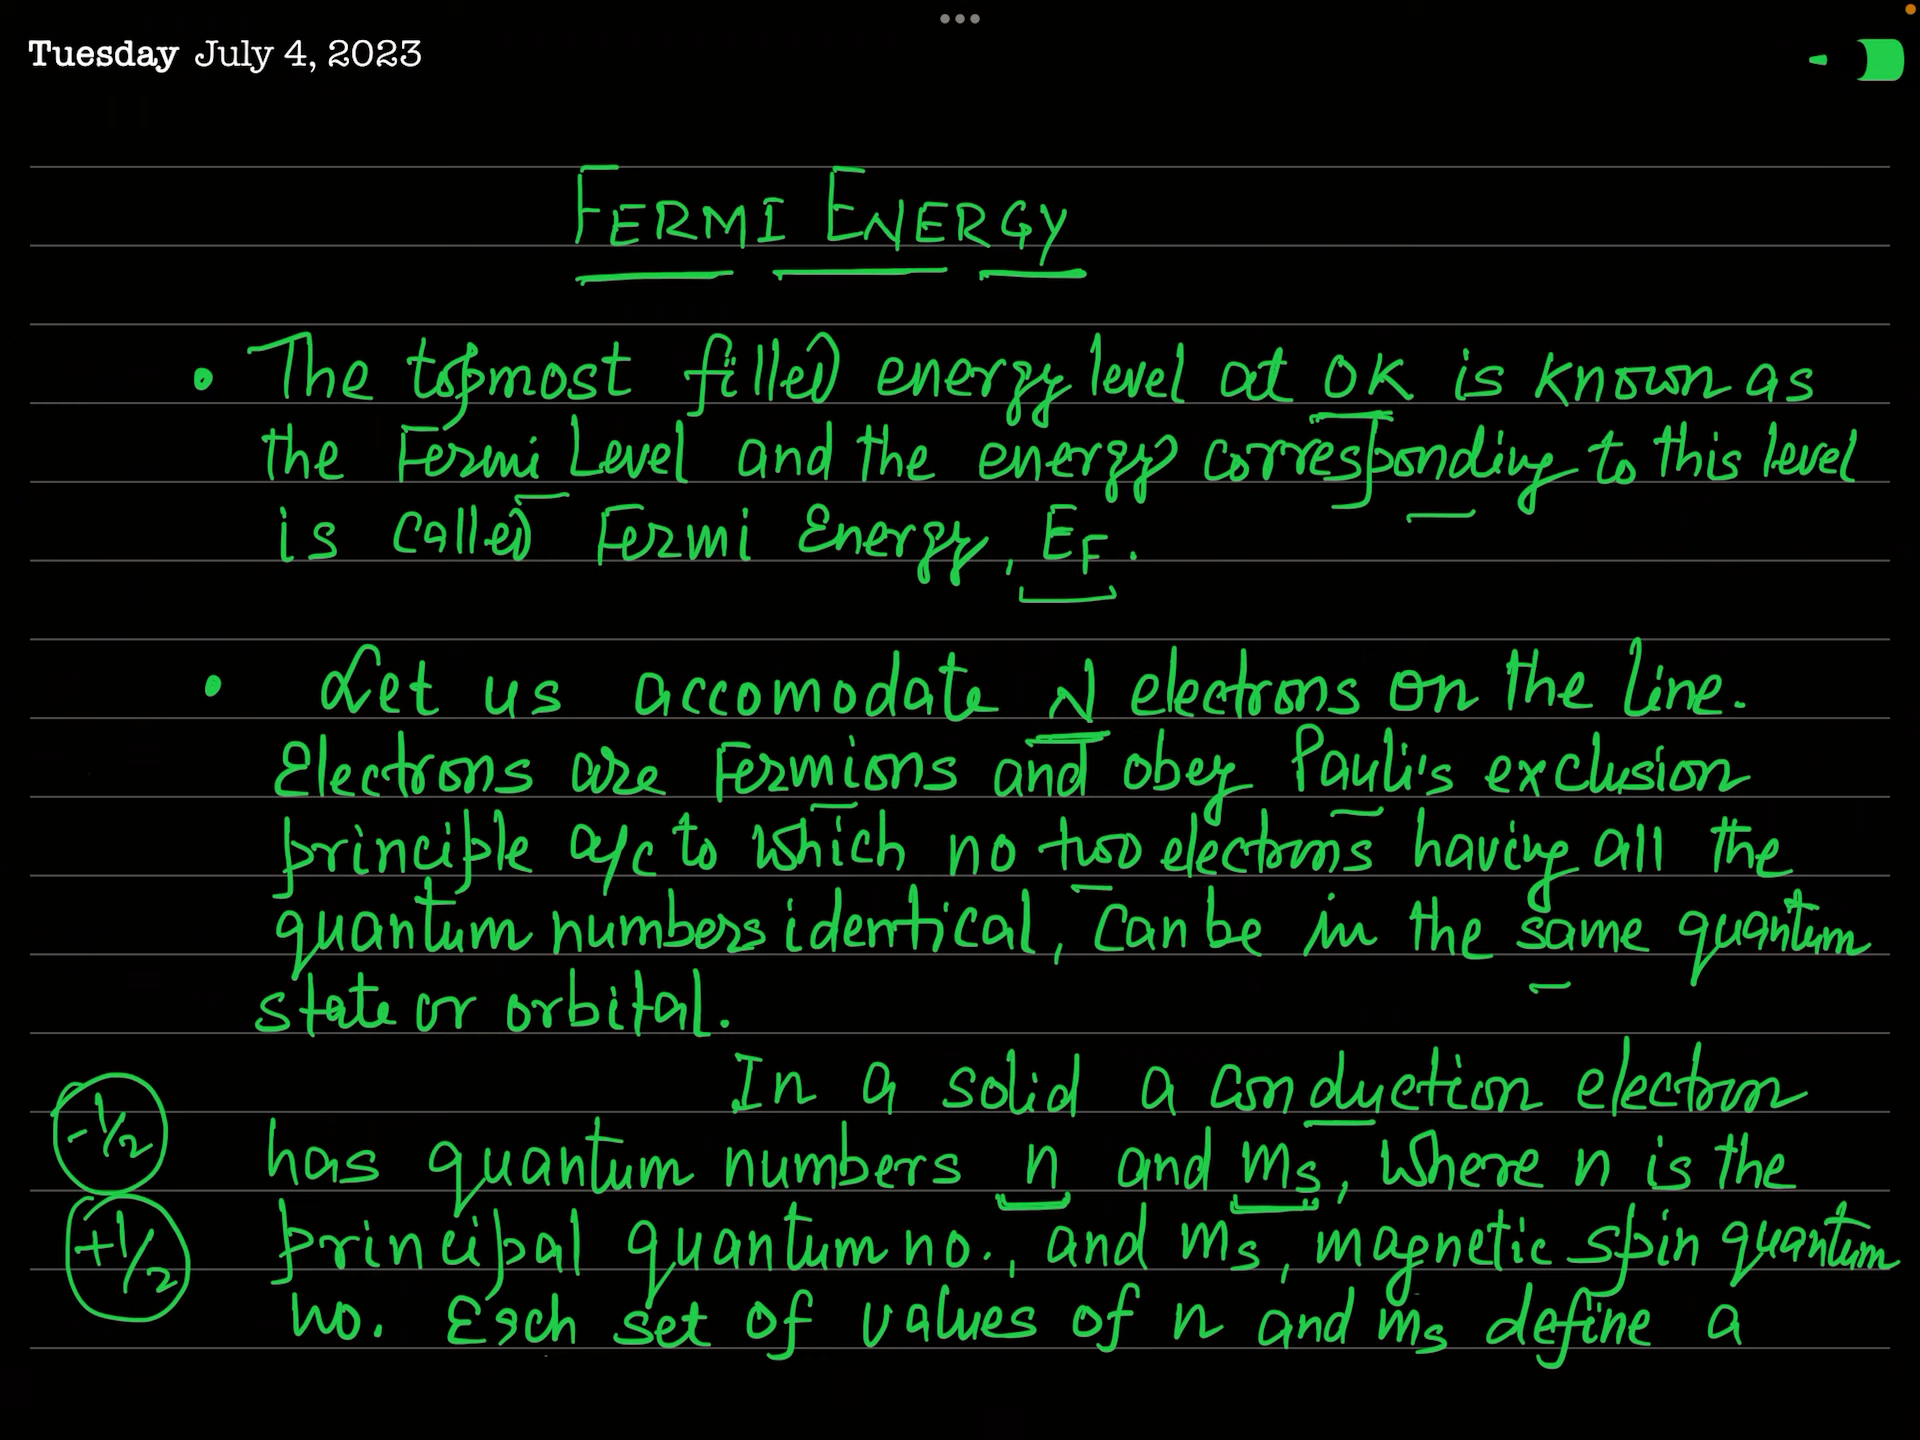 Tuesday July 4, 2023
FERMI ENERGY
• The topmost filled energy level at 0K is known as
the Fermi Level and the energy corresponding to this level
is called Fermi Energy, EF.
• Let us accomodate N electrons on the line.
Electrons are Fermions and obey Pauli's exclusion
principle a/c to which no two electrons having all the
quantum numbers identical, can be in the same quantum
state or orbital.
In a solid a conduction electron
-1/2
has quantum numbers n and ms, where n is the
+1/2
principal quantum no., and ms, magnetic spin quantum
no. Each set of values of n and ms define a